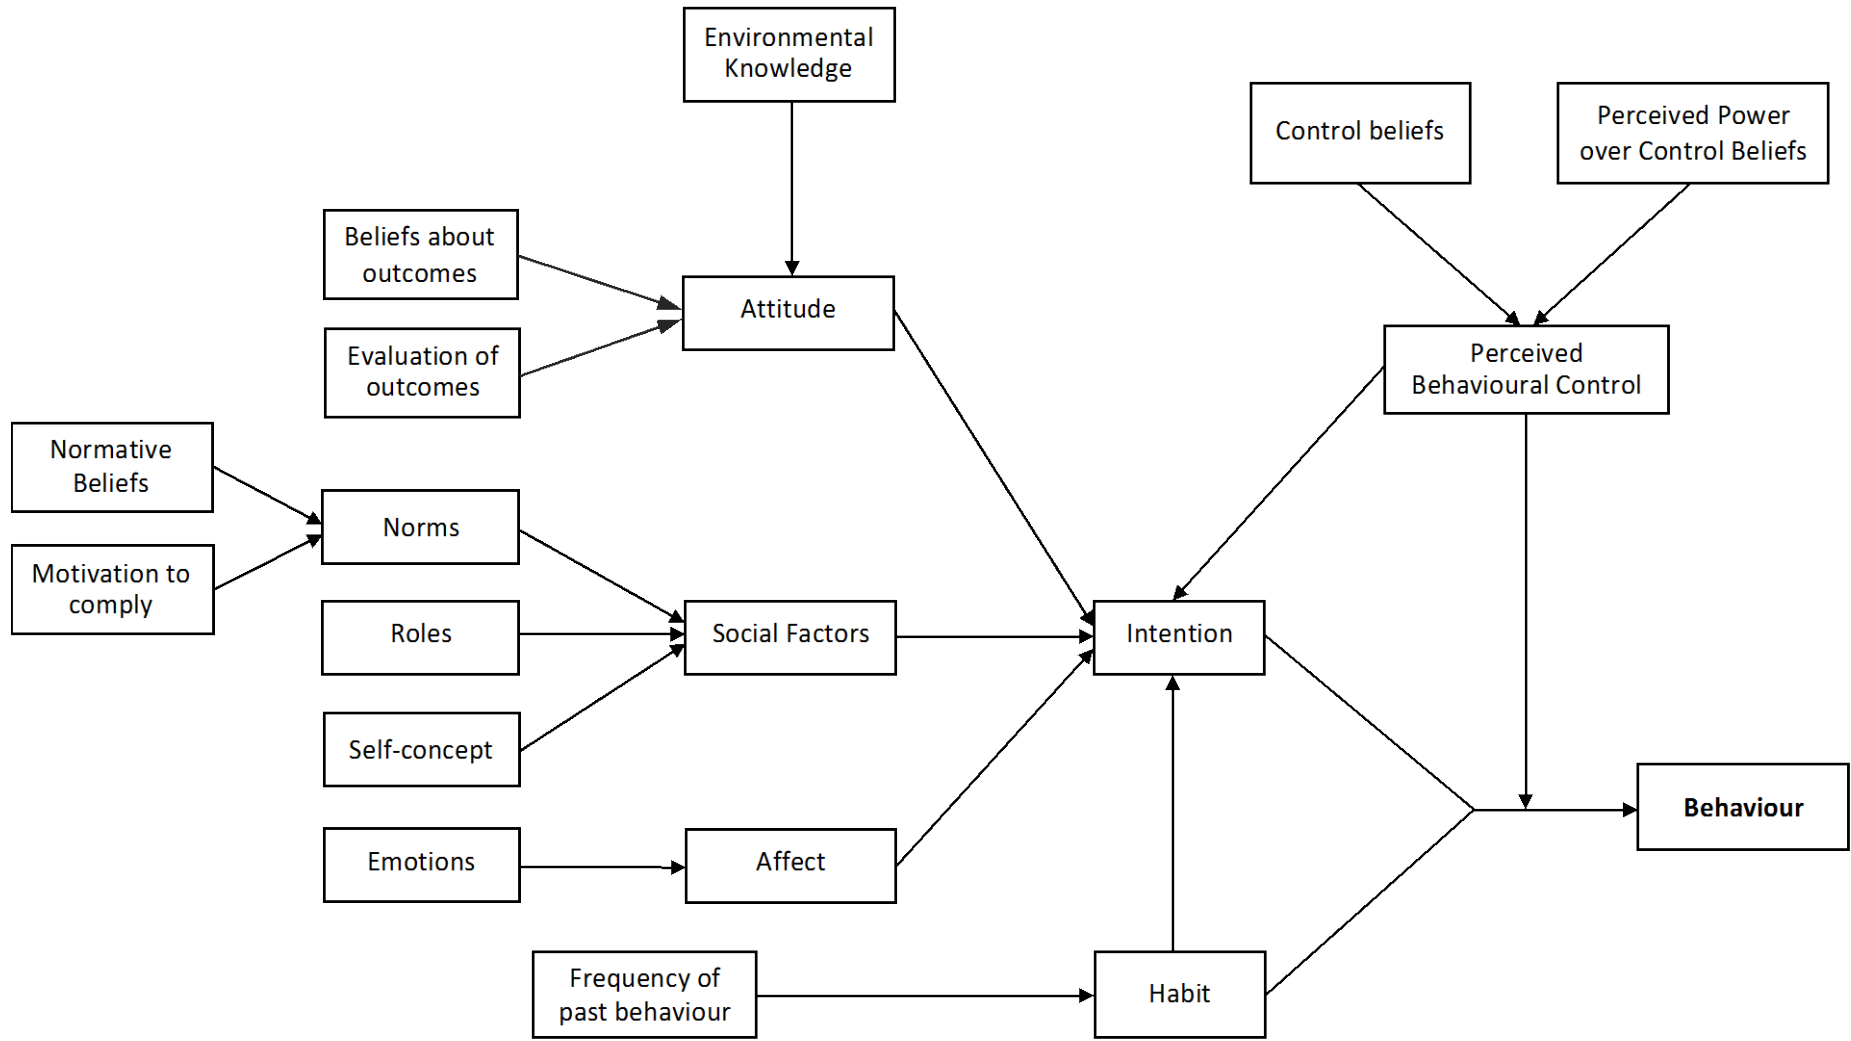 Environmental
Knowledge
Control beliefs
Perceived Power
over Control Beliefs
Beliefs about
outcomes
Attitude
Evaluation of
outcomes
Perceived
Behavioural Control
Normative
Beliefs
Norms
Motivation to
comply
Roles
Social Factors
Intention
Self-concept
Behaviour
Emotions
Affect
Frequency of
past behaviour
Habit